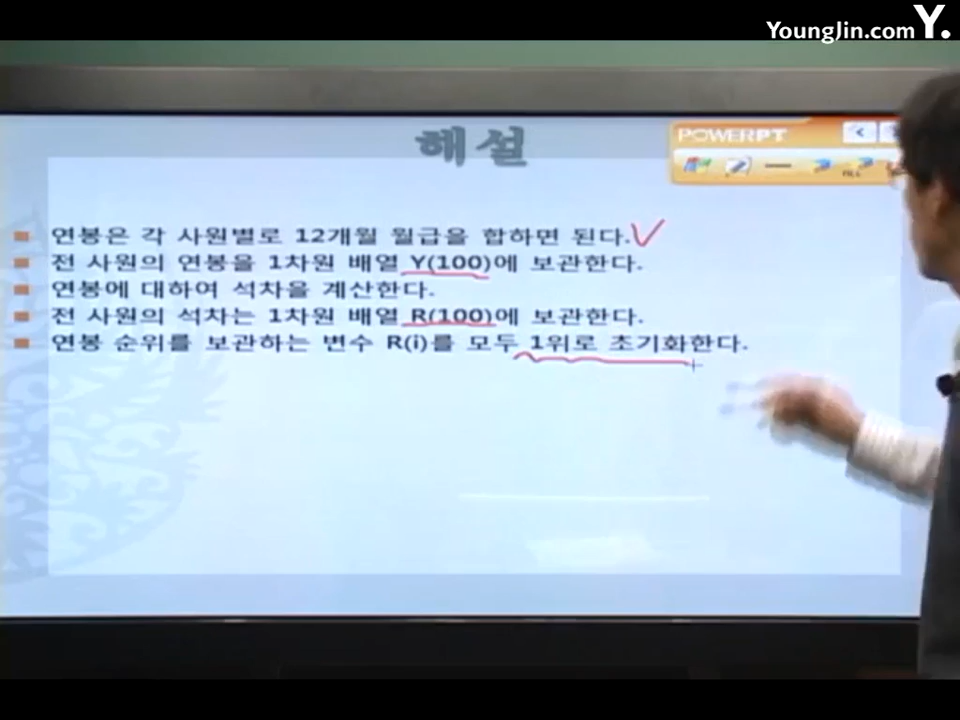 YoungJin.com Y.
해설
POWERPT
연봉은 각 사원별로 12개월 월급을 합하면 된다.
전 사원의 연봉을 1차원 배열 Y(100)에 보관한다.
연봉에 대하여 석차을 계산한다.
전 사원의 석차는 1차원 배열 R(100)에 보관한다.
연봉 순위를 보관하는 변수 R(i)를 모두 1위로 초기화한다.